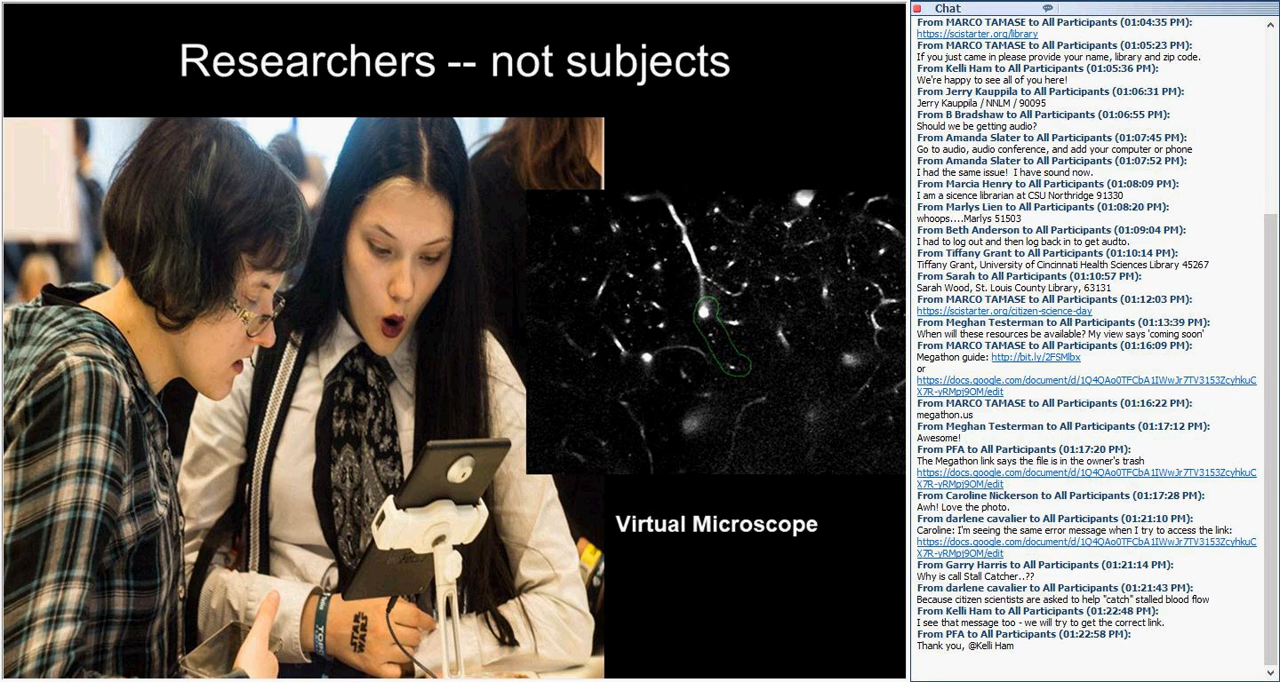 Researchers -- not subjects
Virtual Microscope
STAR
WARS
Chat
From MARCO TAMASE to All Participants (01:04:35 PM):
https://scistarter.org/library
From MARCO TAMASE to All Participants (01:05:23 PM):
If you just came in please provide your name, library and zip code.
From Kelli Ham to All Participants (01:05:36 PM):
We're happy to see all of you here!
From Jerry Kauppila to All Participants (01:06:31 PM):
Jerry Kauppila / NNLM / 90095
From B Bradshaw to All Participants (01:06:55 PM):
Should we be getting audio?
From Amanda Slater to All Participants (01:07:45 PM):
Go to audio, audio conference, and add your computer or phone
From Amanda Slater to All Participants (01:07:52 PM):
I had the same issue! I have sound now.
From Marcia Henry to All Participants (01:08:09 PM):
I am a sicence librarian at CSU Northridge 91330
From Marlys Lien to All Participants (01:08:20 PM):
whoops....Marlys 51503
From Beth Anderson to All Participants (01:09:04 PM):
I had to log out and then log back in to get audto.
From Tiffany Grant to All Participants (01:10:14 PM):
Tiffany Grant, University of Cincinnati Health Sciences Library 45267
From Sarah to All Participants (01:10:57 PM):
Sarah Wood, St. Louis County Library, 63131
From MARCO TAMASE to All Participants (01:12:03 PM):
https://scistarter.org/citizen-science-day
From Meghan Testerman to All Participants (01:13:39 PM):
When will these resources be available? My view says 'coming soon'
From MARCO TAMASE to All Participants (01:16:09 PM):
Megathon guide: http://bit.ly/2FSMlbx
or
https://docs.google.com/document/d/1Q4QAo0TFCbA1IWwJr7TV3153ZcyhkuC
X7R-yRMpj9OM/edit
From MARCO TAMASE to All Participants (01:16:22 PM):
megathon.us
From Meghan Testerman to All Participants (01:17:12 PM):
Awesome!
From PFA to All Participants (01:17:20 PM):
The Megathon link says the file is in the owner's trash
https://docs.google.com/document/d/1Q4QAo0TFCbA1IWwJr7TV3153ZcyhkuC
X7R-yRMpj9OM/edit
From Caroline Nickerson to All Participants (01:17:28 PM):
Awh! Love the photo.
From darlene cavalier to All Participants (01:21:10 PM):
Caroline: I'm seeing the same error message when I try to access the link:
https://docs.google.com/document/d/1Q4QAo0TFCbA1IWwJr7TV3153ZcyhkuC
X7R-yRMpj9OM/edit
From Garry Harris to All Participants (01:21:14 PM):
Why is call Stall Catcher..??
From darlene cavalier to All Participants (01:21:43 PM):
Because citizen scientists are asked to help "catch" stalled blood flow
From Kelli Ham to All Participants (01:22:48 PM):
I see that message too - we will try to get the correct link.
From PFA to All Participants (01:22:58 PM):
Thank you, @Kelli Ham